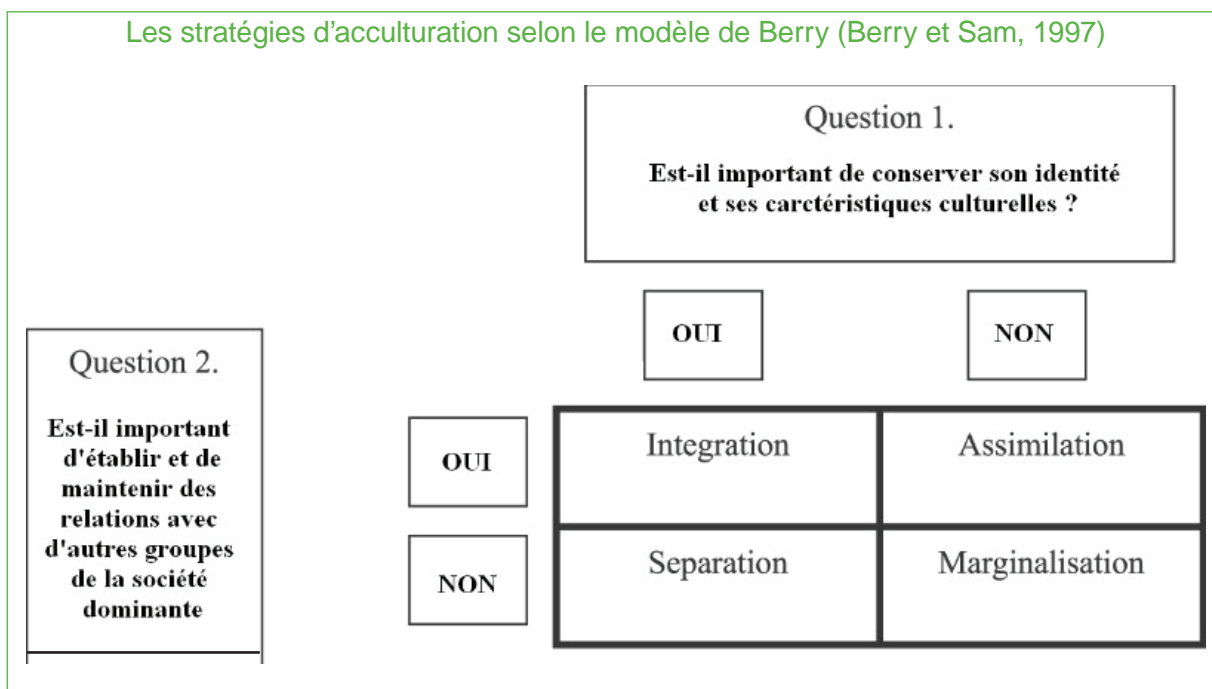 Les stratégies d'acculturation selon le modèle de Berry (Berry et Sam, 1997)
Question 1.
Est-il important de conserver son identité
et ses carctéristiques culturelles ?
OUI
NON
Question 2.
Est-il important
d'établir et de
maintenir des
relations avec
d'autres groupes
de la société
dominante
OUI
Integration
Assimilation
NON
Separation
Marginalisation